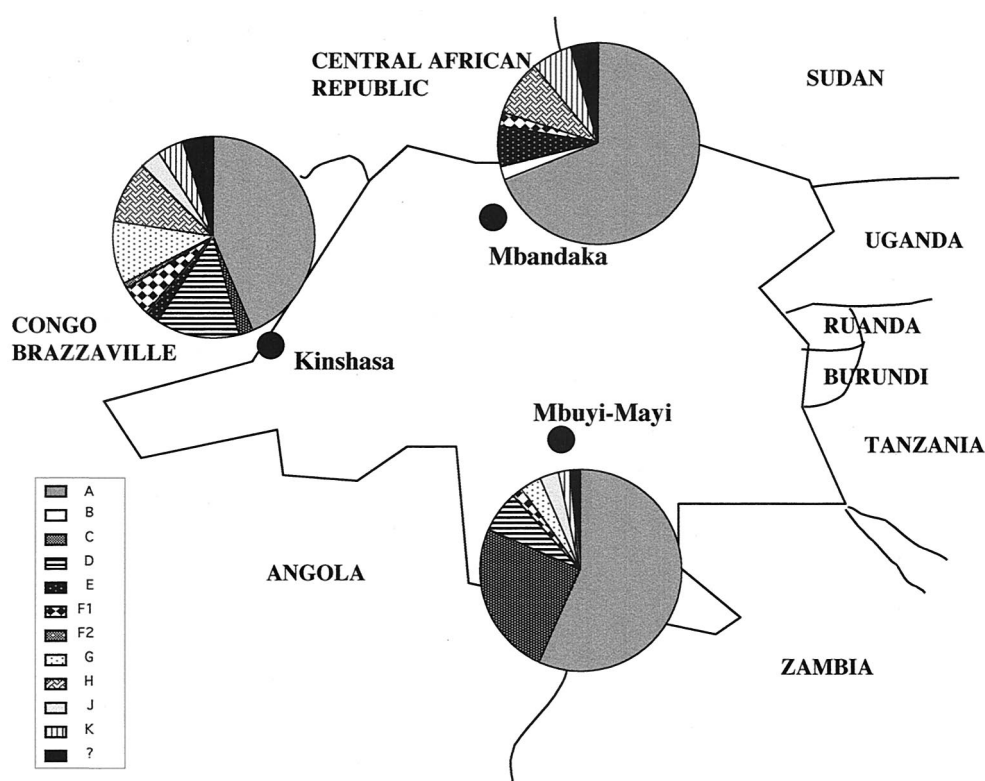 CENTRAL AFRICAN
REPUBLIC
SUDAN
Mbandaka
UGANDA
CONGO
BRAZZAVILLE
Kinshasa
RUANDA
BURUNDI
Mbuyi-Mayi
TANZANIA
ANGOLA
ZAMBIA
A
B
C
D
E
F1
F2
G
H
J
K
?